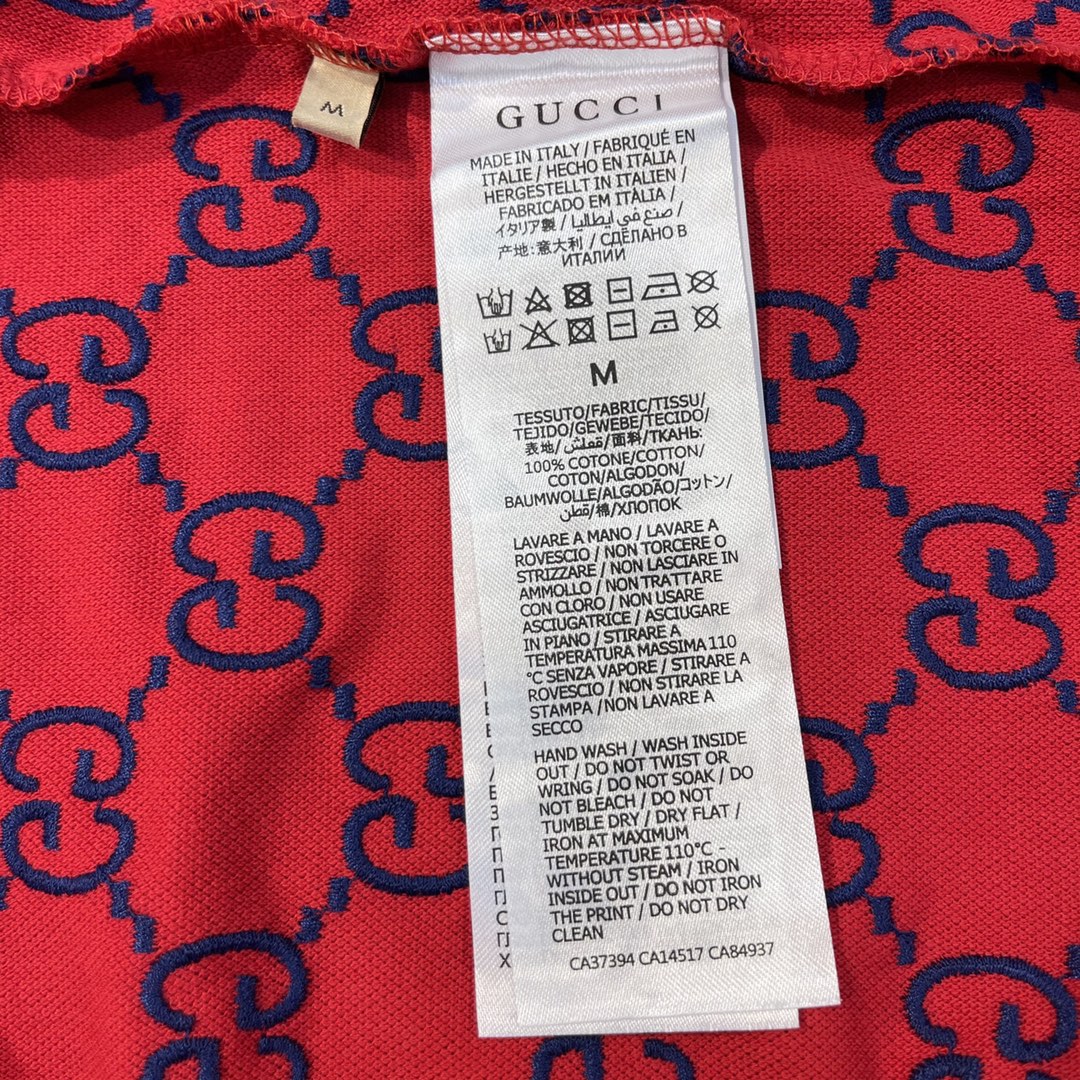 M
GUCCI
MADE IN ITALY / FABRIQUÉ EN
ITALIE / HECHO EN ITALIA /
HERGESTELLT IN ITALIEN /
FABRICADO EM ITALIA /
イタリア製 / صنع في ايطاليا /
产地:意大利 / СДЕЛАНО В
ИТАЛИИ
M
TESSUTO/FABRIC/TISSU/
TEJIDO/GEWEBE/TECIDO/
表地/قماش/面料/ТКАНЬ:
100% COTONE/COTTON/
COTON/ALGODON/
BAUMWOLLE/ALGODÃO/コットン/
قطن/棉/ХЛОПОК
LAVARE A MANO / LAVARE A
ROVESCIO / NON TORCERE O
STRIZZARE / NON LASCIARE IN
AMMOLLO / NON TRATTARE
CON CLORO / NON USARE
ASCIUGATRICE / ASCIUGARE
IN PIANO / STIRARE A
TEMPERATURA MASSIMA 110
°C SENZA VAPORE / STIRARE A
ROVESCIO / NON STIRARE LA
STAMPA /NON LAVARE A
SECCO
HAND WASH / WASH INSIDE
OUT / DO NOT TWIST OR
WRING / DO NOT SOAK / DO
NOT BLEACH / DO NOT
TUMBLE DRY / DRY FLAT /
IRON AT MAXIMUM
TEMPERATURE 110°C -
WITHOUT STEAM / IRON
INSIDE OUT / DO NOT IRON
THE PRINT / DO NOT DRY
CLEAN
CA37394 CA14517 CA84937